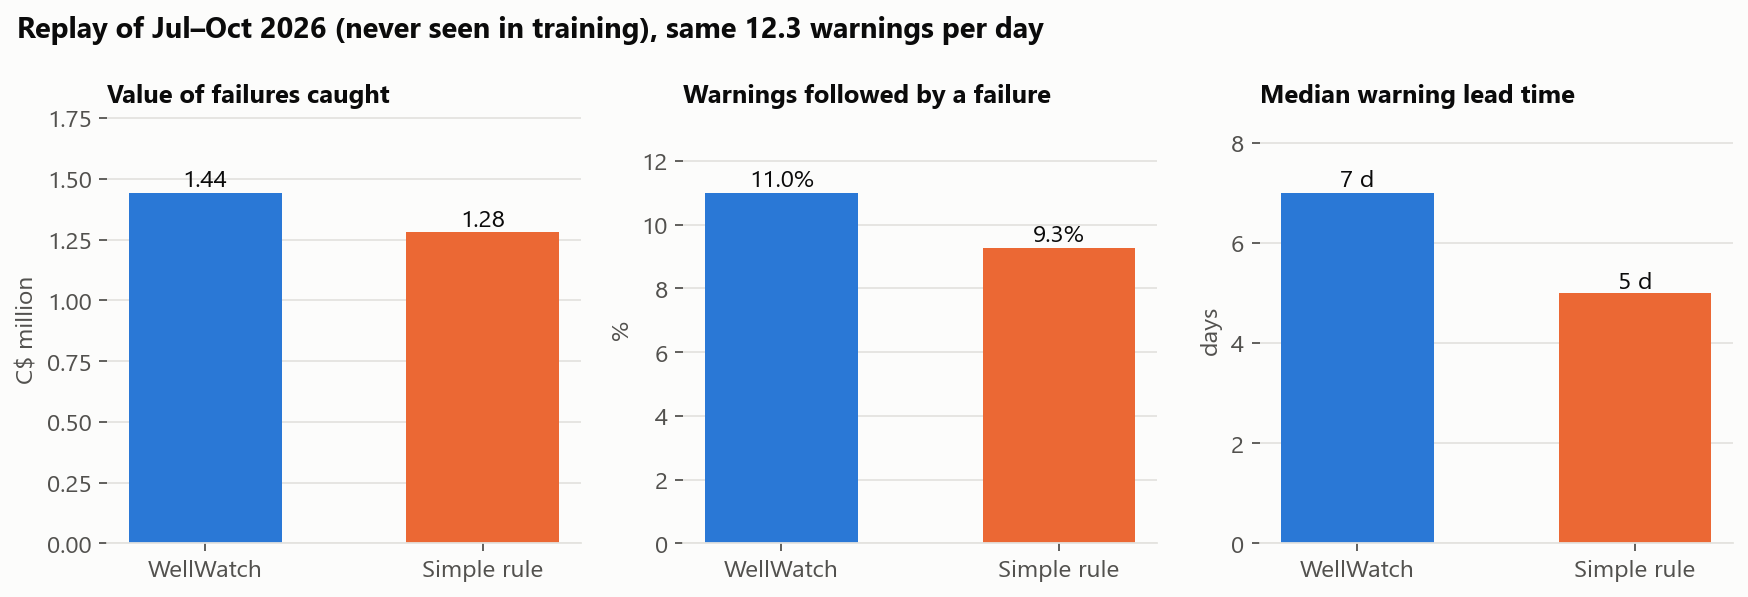 Replay of Jul–Oct 2026 (never seen in training), same 12.3 warnings per day
Value of failures caught
C$ million
1.75
1.50
1.25
1.00
0.75
0.50
0.25
0.00
1.44
1.28
WellWatch
Simple rule
Warnings followed by a failure
%
12
10
8
6
4
2
0
11.0%
9.3%
WellWatch
Simple rule
Median warning lead time
days
8
6
4
2
0
7 d
5 d
WellWatch
Simple rule